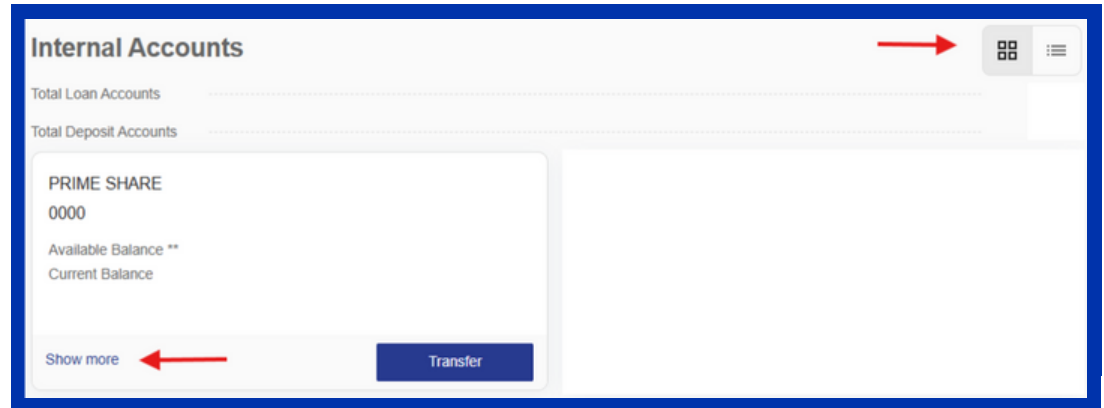 Internal Accounts
Total Loan Accounts
Total Deposit Accounts
PRIME SHARE
0000
Available Balance **
Current Balance
Show more
Transfer